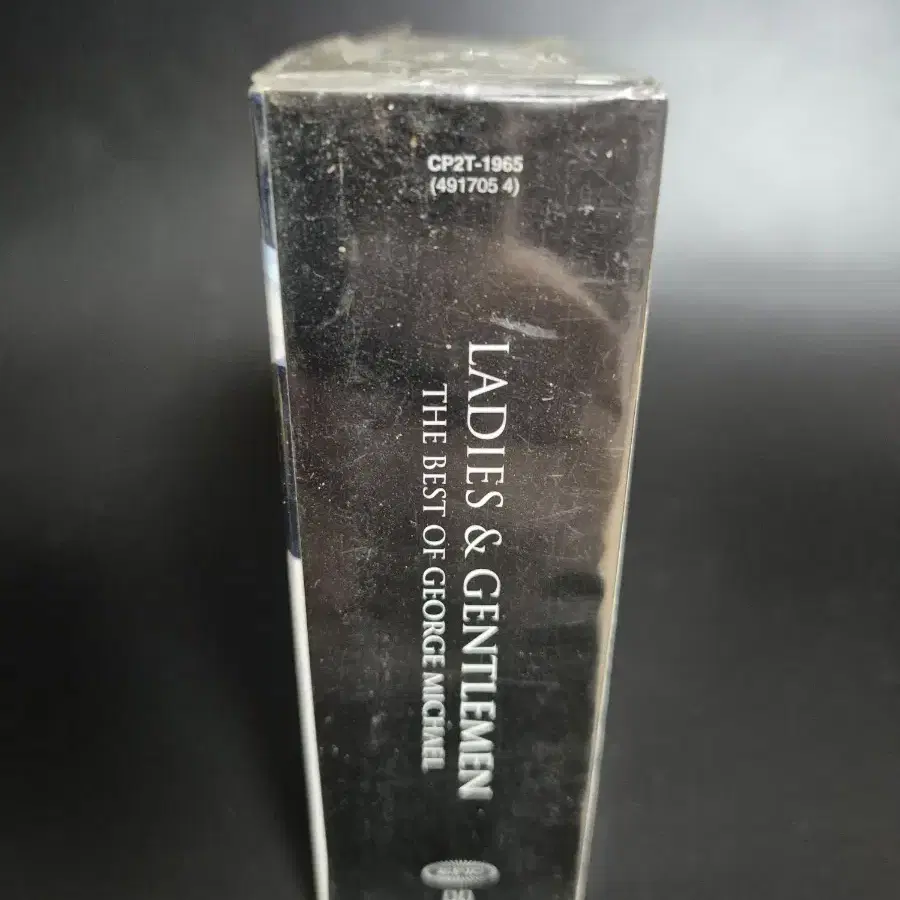 CP2T-1965
(491705 4)
LADIES & GENTLEMEN
THE BEST OF GEORGE MICHAEL